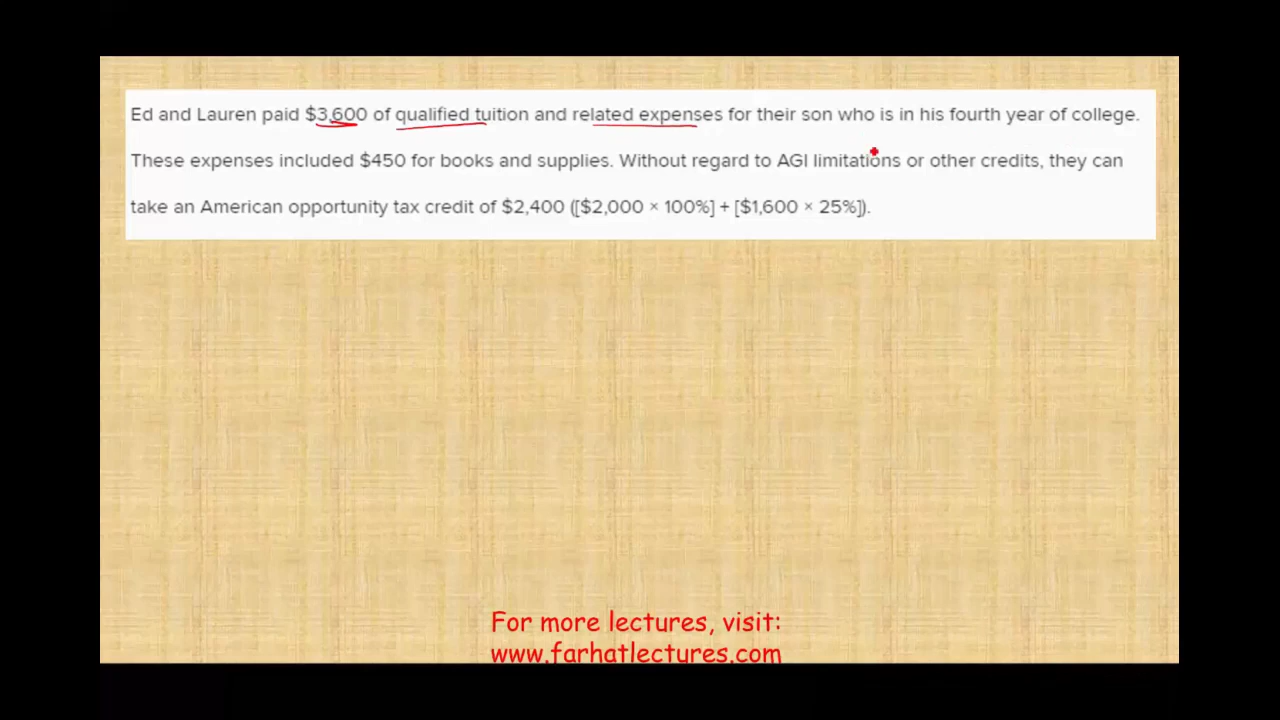 Ed and Lauren paid $3,600 of qualified tuition and related expenses for their son who is in his fourth year of college.
These expenses included $450 for books and supplies. Without regard to AGI limitations or other credits, they can
take an American opportunity tax credit of $2,400 ([$2,000 × 100%] + [$1,600 × 25%]).
For more lectures, visit:
www.farhatlectures.com